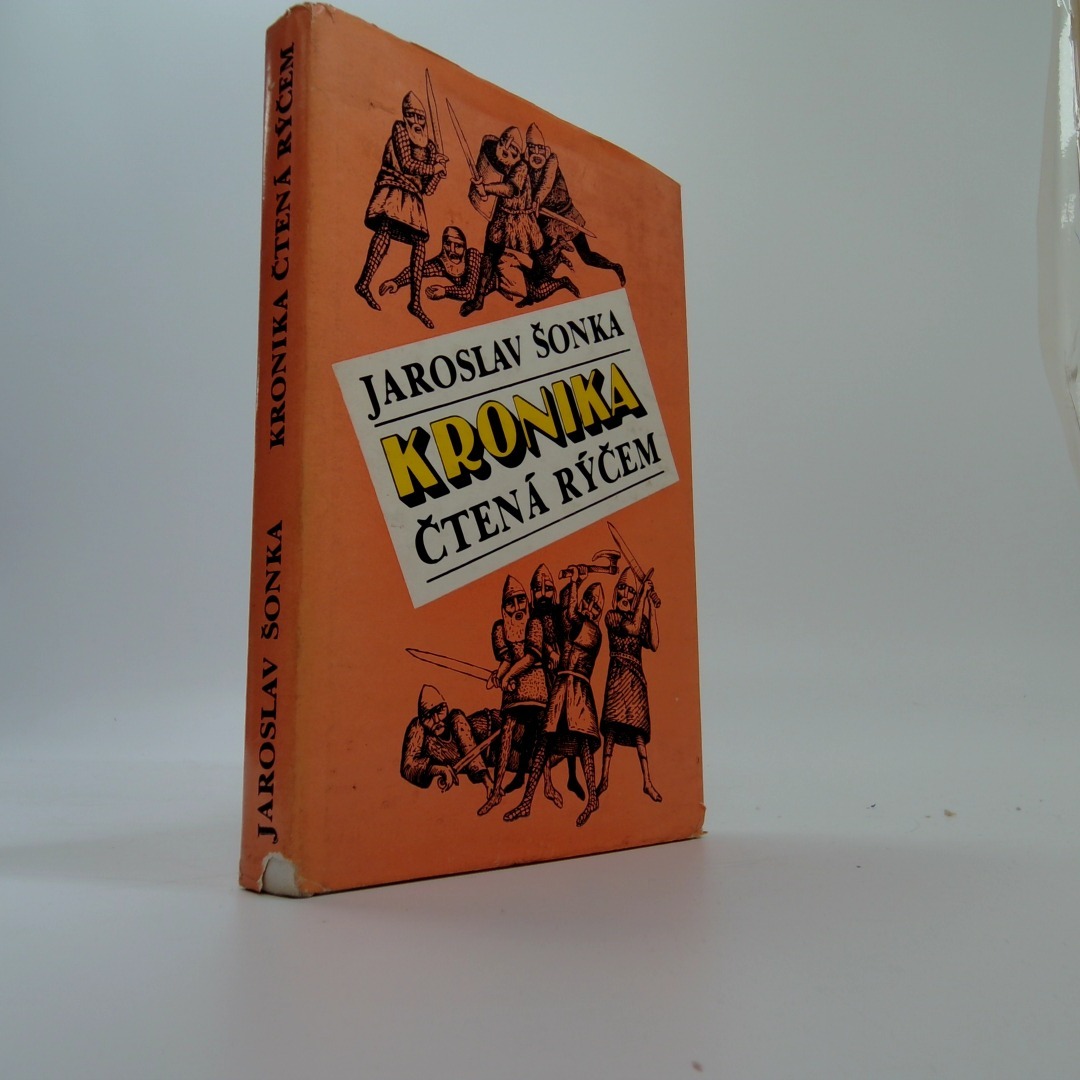 JAROSLAV ŠONKA KRONIKA ČTENÁ RÝČEM
JAROSLAV ŠONKA
KRONIKA
ČTENÁ RÝČEM